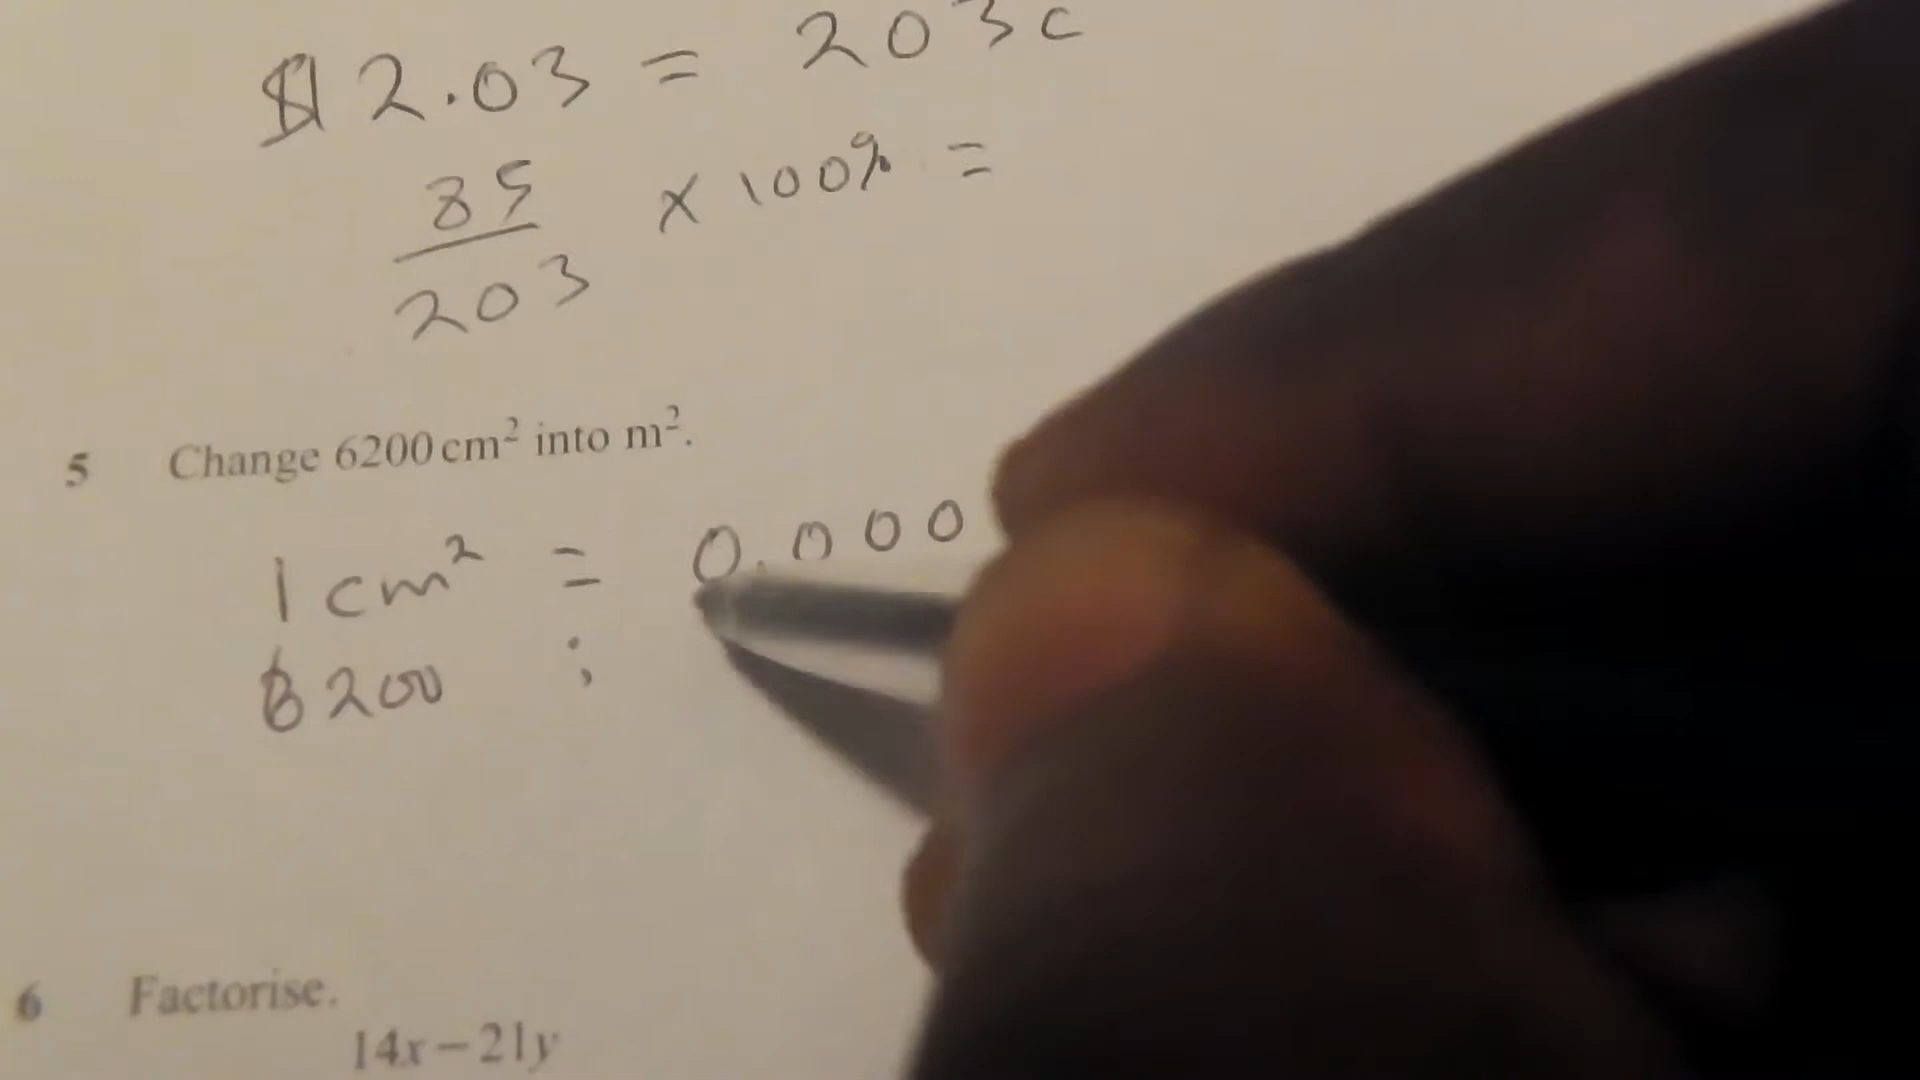 $2.03 = 203c
85/203 × 100% =
5 Change 6200 cm² into m².
1 cm² = 0.000
6200 :
6 Factorise.
14x − 21y